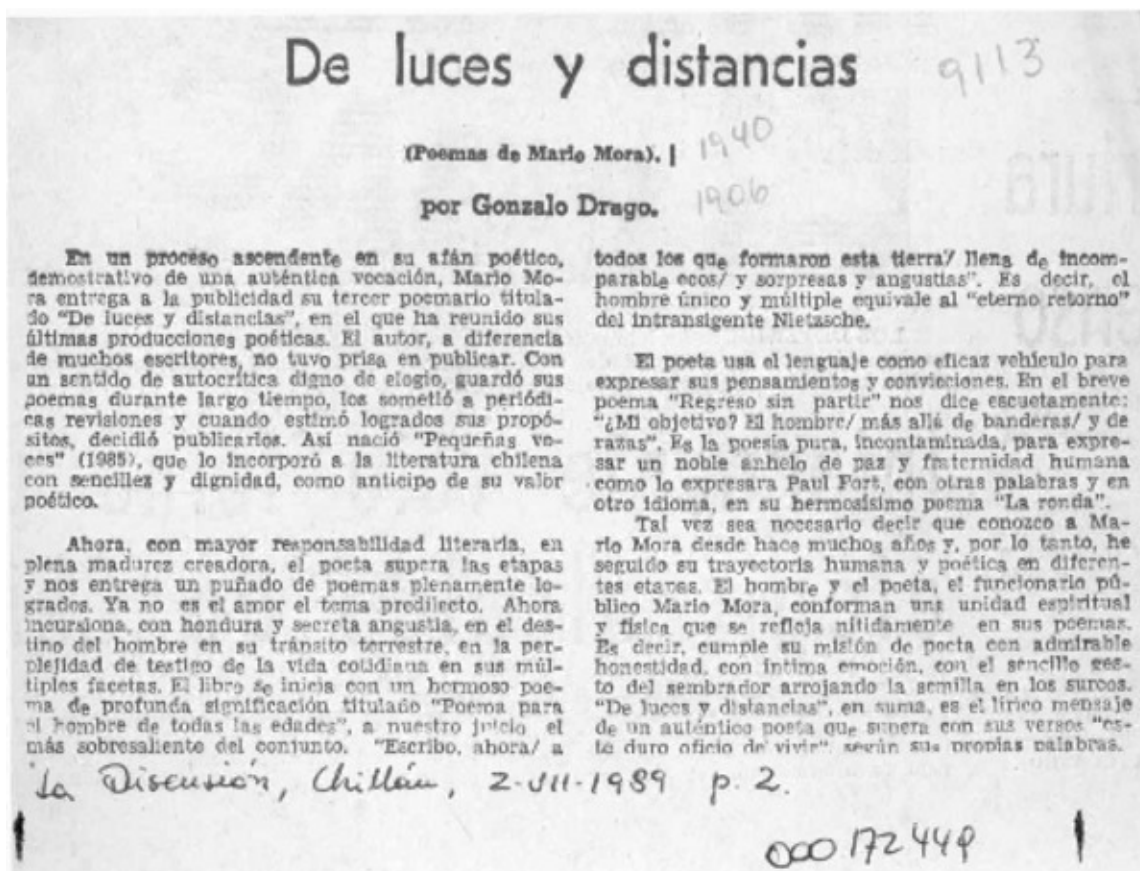 De luces y distancias
9113
(Poemas de Mario Mora).
1940
por Gonzalo Drago.
1906
En un proceso ascendente en su afán poético,
demostrativo de una auténtica vocación, Mario Mo-
ra entrega a la publicidad su tercer poemario titula-
do "De luces y distancias", en el que ha reunido sus
últimas producciones poéticas. El autor, a diferencia
de muchos escritores, no tuvo prisa en publicar. Con
un sentido de autocrítica digno de elogio, guardó sus
poemas durante largo tiempo, los sometió a periódi-
cas revisiones y cuando estimó logrados sus propó-
sitos, decidió publicarlos. Así nació "Pequeñas vo-
ces" (1985), que lo incorporó a la literatura chilena
con sencillez y dignidad, como anticipo de su valor
poético.
Ahora, con mayor responsabilidad literaria, en
plena madurez creadora, el poeta supera las etapas
y nos entrega un puñado de poemas plenamente lo-
grados. Ya no es el amor el tema predilecto. Ahora
incursiona, con hondura y secreta angustia, en el des-
tino del hombre en su tránsito terrestre, en la per-
plejidad de testigo de la vida cotidiana en sus múl-
tiples facetas. El libro se inicia con un hermoso poe-
ma de profunda significación titulado "Poema para
el hombre de todas las edades", a nuestro juicio el
más sobresaliente del conjunto. "Escribo, ahora/ a
todos los que formaron esta tierra/ llena de incom-
parable ecos/ y sorpresas y angustias". Es decir, el
hombre único y múltiple equivale al "eterno retorno"
del intransigente Nietzsche.
El poeta usa el lenguaje como eficaz vehículo para
expresar sus pensamientos y convicciones. En el breve
poema "Regreso sin partir" nos dice escuetamente:
"¿Mi objetivo? El hombre/ más allá de banderas/ y de
razas". Es la poesía pura, incontaminada, para expre-
sar un noble anhelo de paz y fraternidad humana
como lo expresara Paul Fort, con otras palabras y en
otro idioma, en su hermosísimo poema "La ronda".
Tal vez sea necesario decir que conozco a Ma-
rio Mora desde hace muchos años y, por lo tanto, he
seguido su trayectoria humana y poética en diferen-
tes etapas. El hombre y el poeta, el funcionario pú-
blico Mario Mora, conforman una unidad espiritual
y física que se refleja nítidamente en sus poemas.
Es decir, cumple su misión de poeta con admirable
honestidad, con íntima emoción, con el sencillo ges-
to del sembrador arrojando la semilla en los surcos.
"De luces y distancias", en suma, es el lírico mensaje
de un auténtico poeta que supera con sus versos "es-
te duro oficio de vivir", según sus propias palabras.
La Discusión, Chillán, 2-VII-1989 p. 2.
000172449